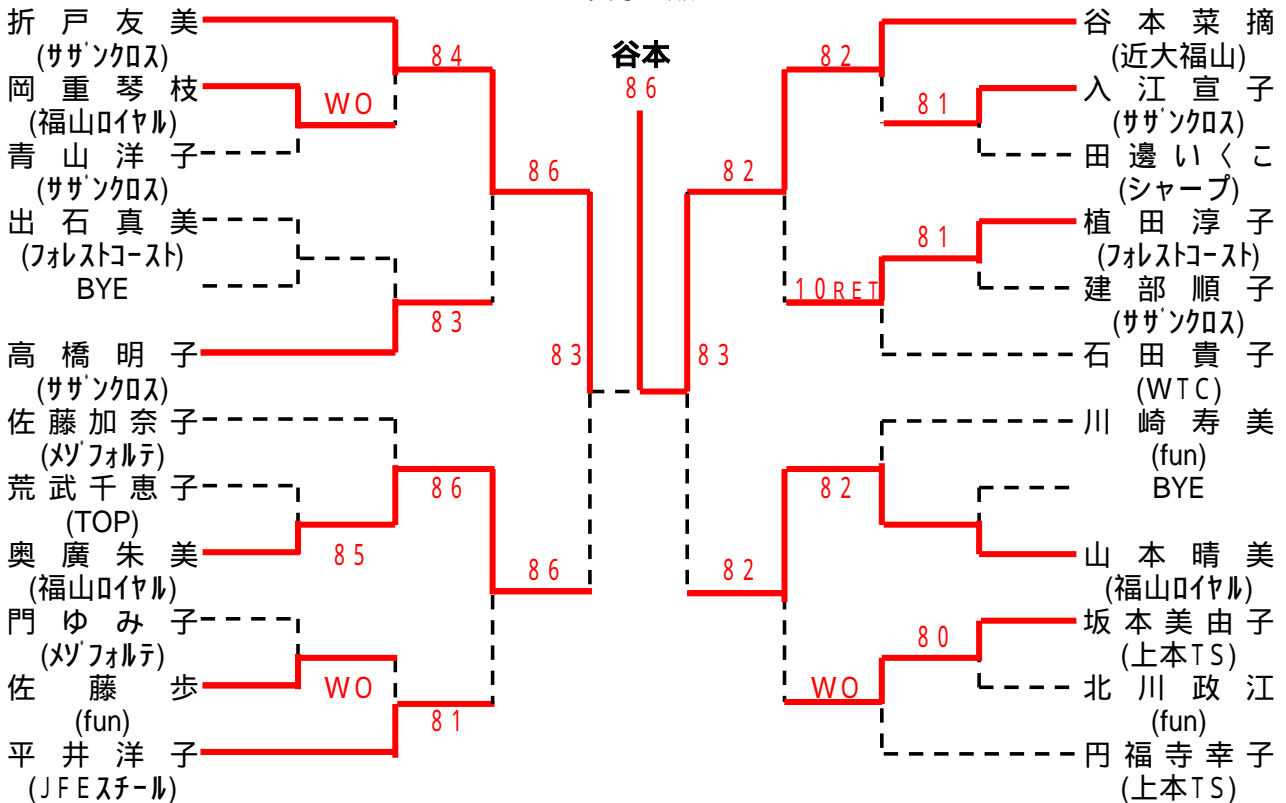 折戸友美
(ｻｻﾞﾝｸﾛｽ)
岡重琴枝
(福山ﾛｲﾔﾙ)
青山洋子
(ｻｻﾞﾝｸﾛｽ)
出石真美
(ﾌｫﾚｽﾄｺｰｽﾄ)
BYE
高橋明子
(ｻｻﾞﾝｸﾛｽ)
佐藤加奈子
(ﾒｿﾞﾌｫﾙﾃ)
荒武千恵子
(TOP)
奥廣朱美
(福山ﾛｲﾔﾙ)
門ゆみ子
(ﾒｿﾞﾌｫﾙﾃ)
佐藤歩
(fun)
平井洋子
(JFEｽﾁｰﾙ)
84
WO
83
86
85
WO
81
86
86
83
谷本
86
83
82
82
82
81
81
10RET
82
80
WO
谷本菜摘
(近大福山)
入江宣子
(ｻｻﾞﾝｸﾛｽ)
田邊いくこ
(シャープ)
植田淳子
(ﾌｫﾚｽﾄｺｰｽﾄ)
建部順子
(ｻｻﾞﾝｸﾛｽ)
石田貴子
(WTC)
川崎寿美
(fun)
BYE
山本晴美
(福山ﾛｲﾔﾙ)
坂本美由子
(上本TS)
北川政江
(fun)
円福寺幸子
(上本TS)